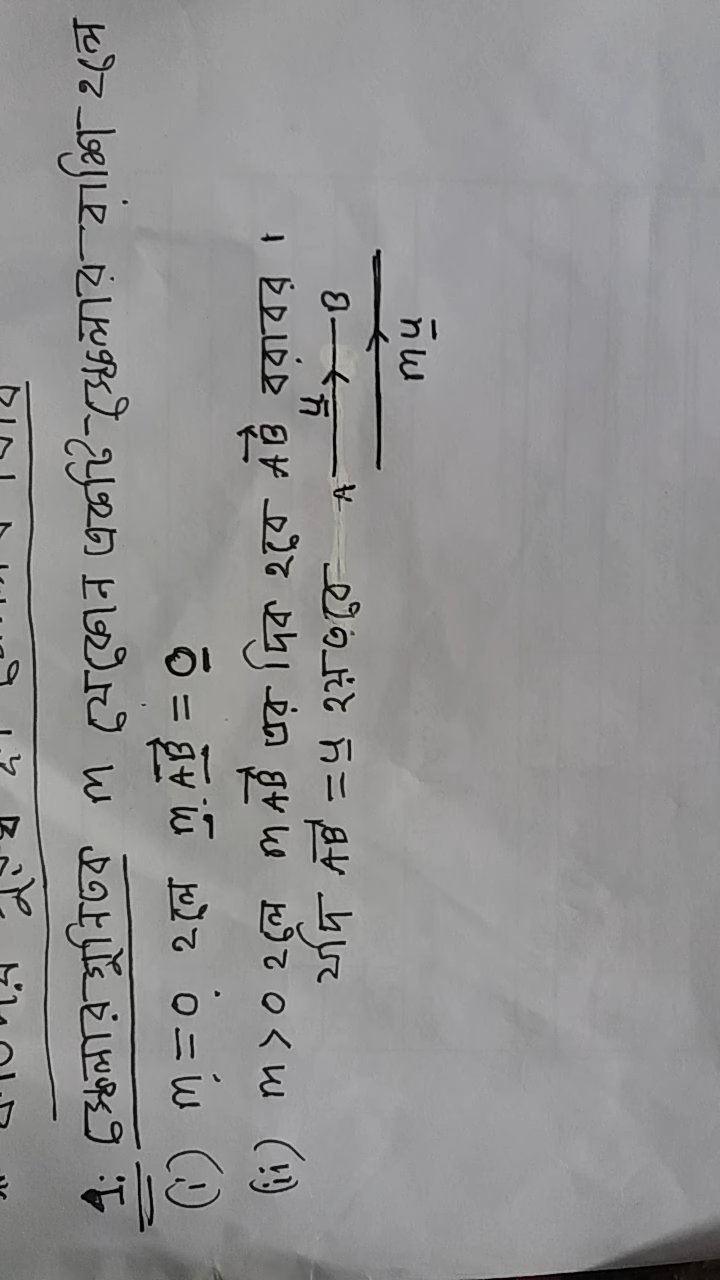 1. স্কেলার গুনিতক m যেকোন একটি স্কেলার রাশি হলে
(i) m = 0 হলে m. AB = 0
(ii) m > 0 হলে m AB এর দিক হবে AB বরাবর ।
যদি AB = u হয় তবে A u B
mu